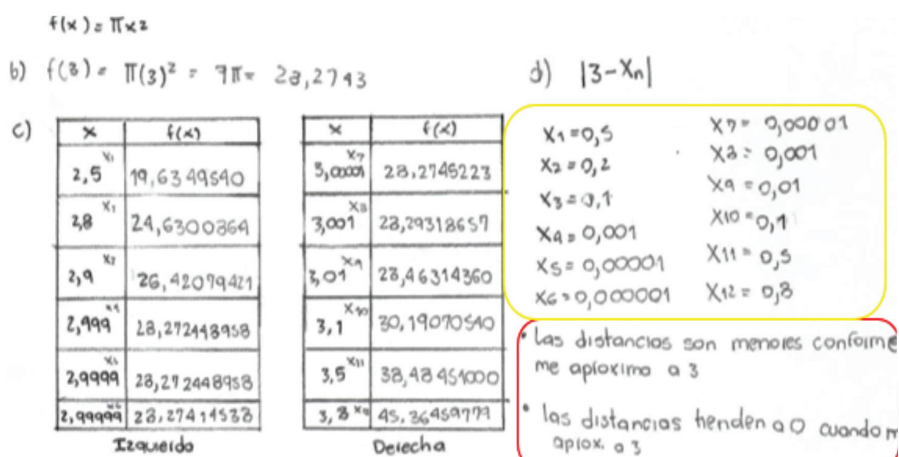 f(x) = πx2
b) f(3) = π(3)² = 9π = 28,2743
c)
x f(x)
2,5 x1 19,6349540
2,8 x2 24,6300864
2,9 26,42079421
2,999 x4 28,272448958
2,9999 x5 28,272448958
2,99999 28,27414538
Izquierdo
x f(x)
3,00001 x7 28,2745223
3,001 x8 28,29318657
3,01 x9 28,46314360
3,1 x10 30,19070540
3,5 x11 38,48451000
3,8 45,36459779
Derecha
d) |3-Xn|
X1 = 0,5
X2 = 0,2
X3 = 0,1
X4 = 0,001
X5 = 0,00001
X6 = 0,000001
X7 = 0,00001
X8 = 0,001
X9 = 0,01
X10 = 0,1
X11 = 0,5
X12 = 0,8
• las distancias son menores conforme
me aproximo a 3
• las distancias tienden a 0 cuando m
aprox. a 3